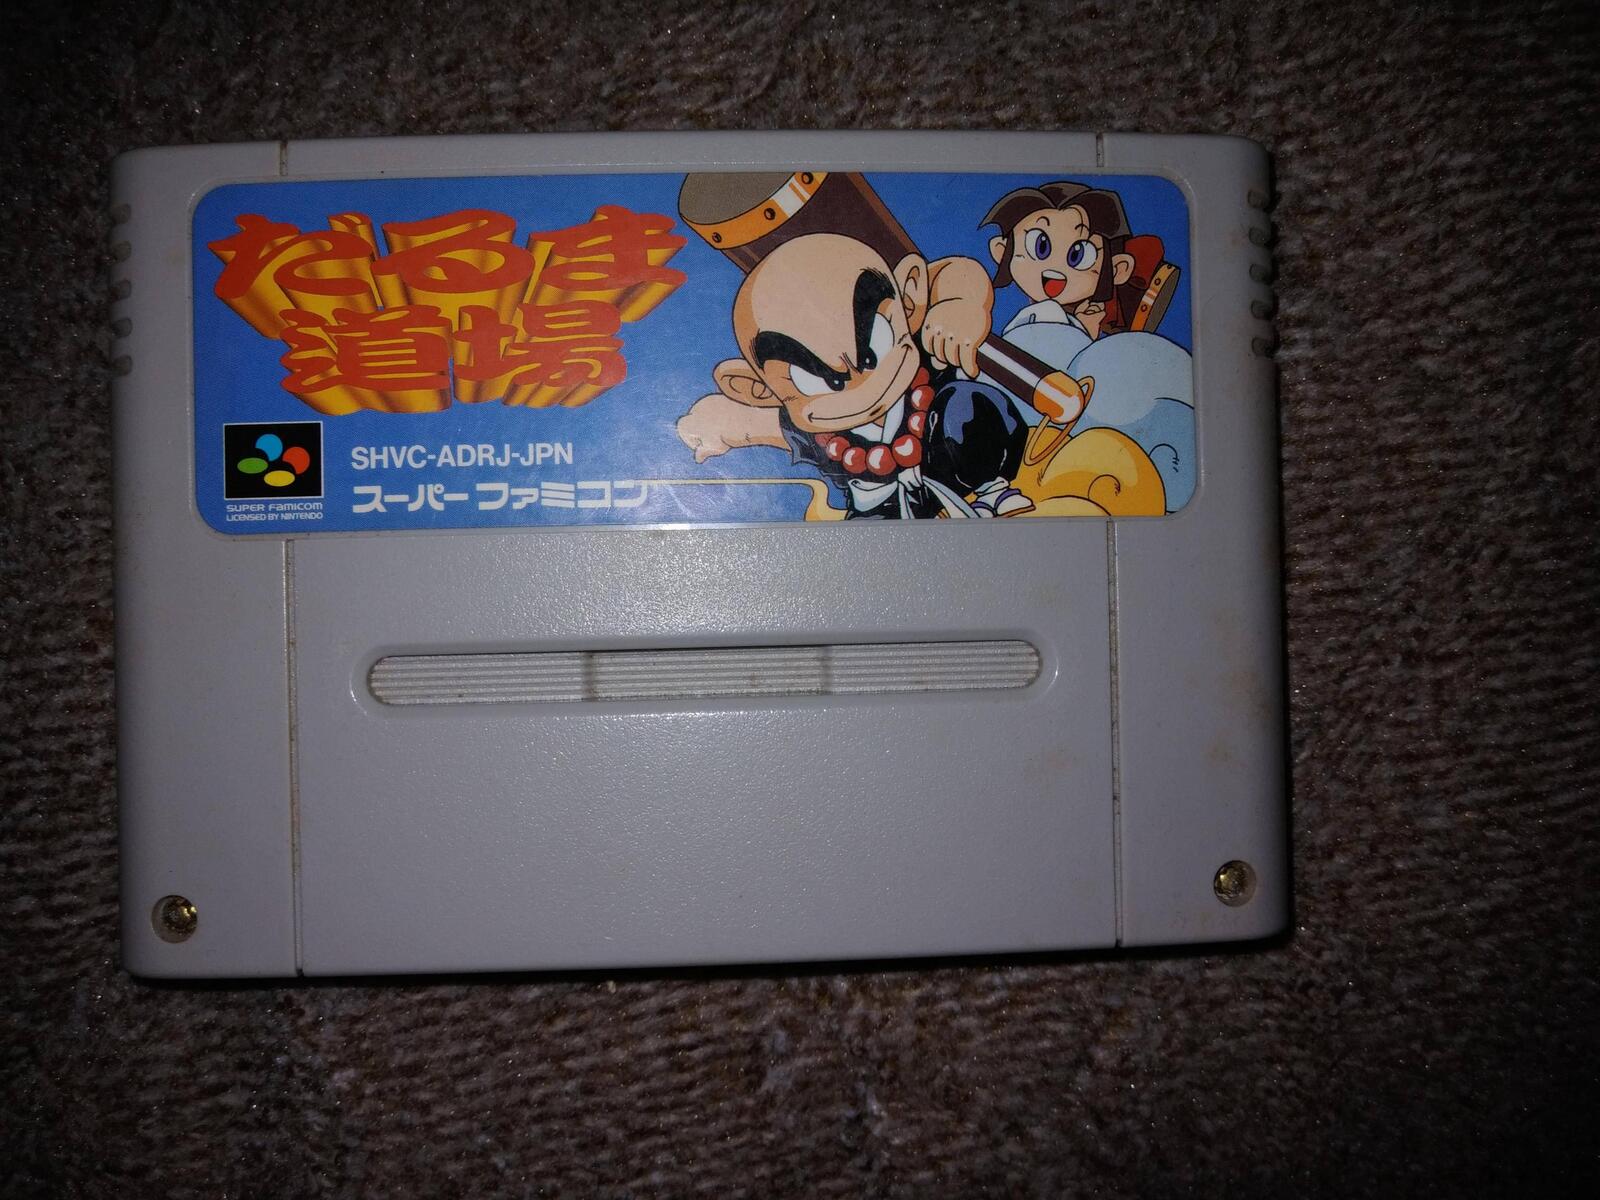 だるま
道場
SHVC-ADRJ-JPN
スーパーファミコン
SUPER FAMICOM
LICENSED BY NINTENDO